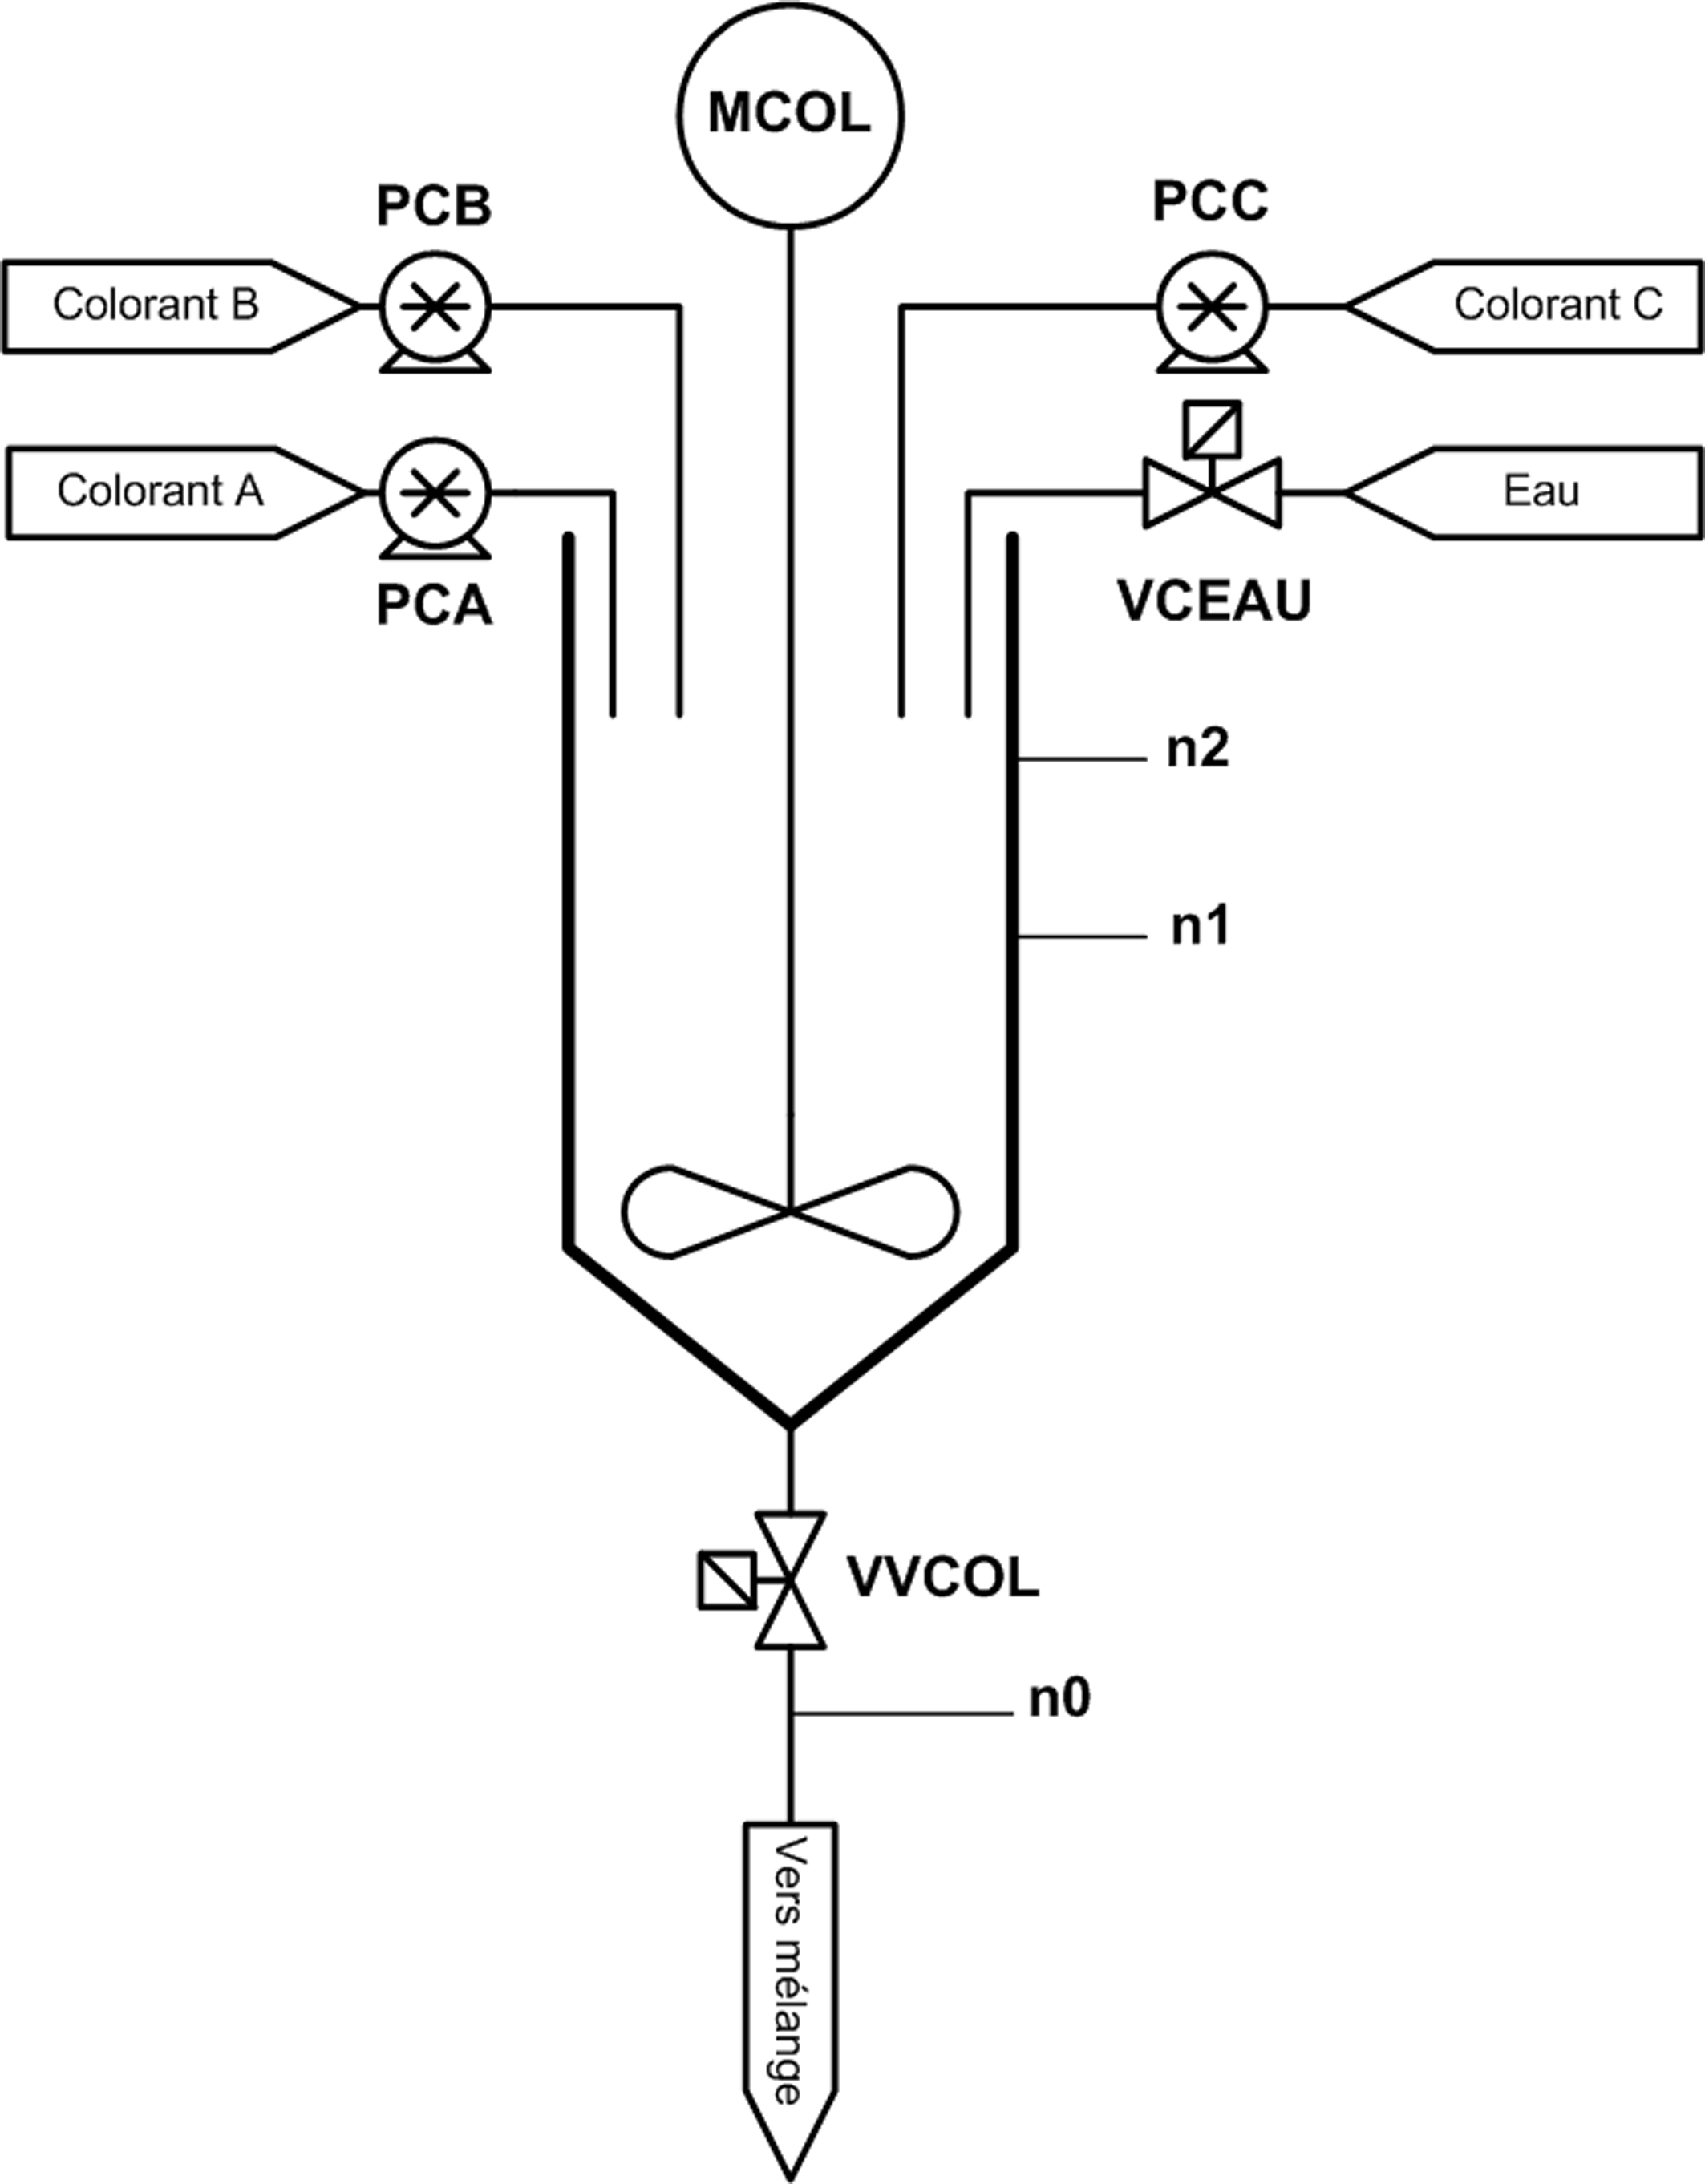 MCOL
PCB
PCC
Colorant B
Colorant C
Colorant A
Eau
PCA
VCEAU
n2
n1
VVCOL
n0
Vers mélange